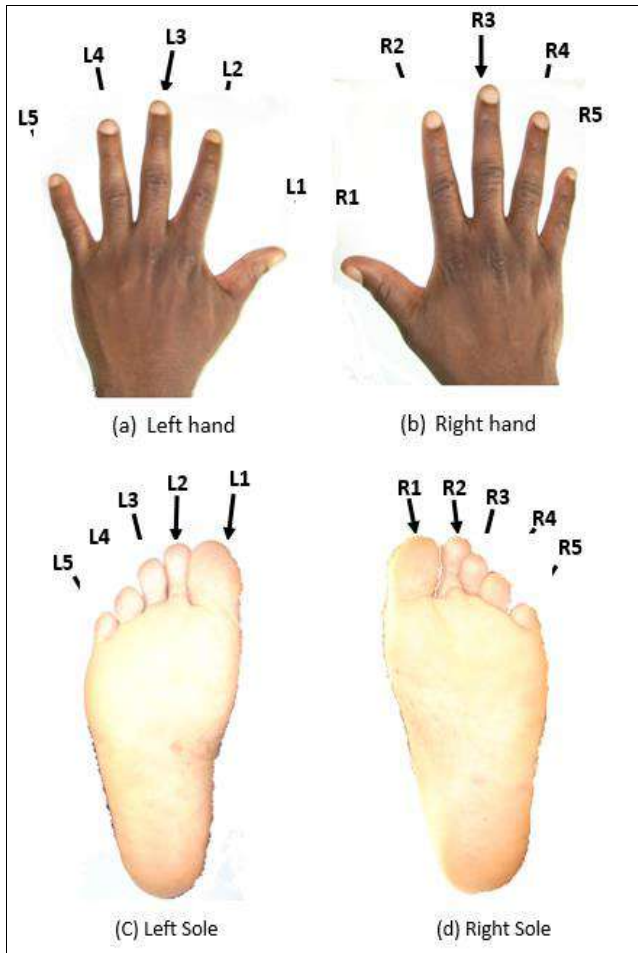 L5 L4 L3 L2 L1
R1 R2 R3 R4 R5
(a) Left hand
(b) Right hand
L5 L4 L3 L2 L1
R1 R2 R3 R4 R5
(C) Left Sole
(d) Right Sole